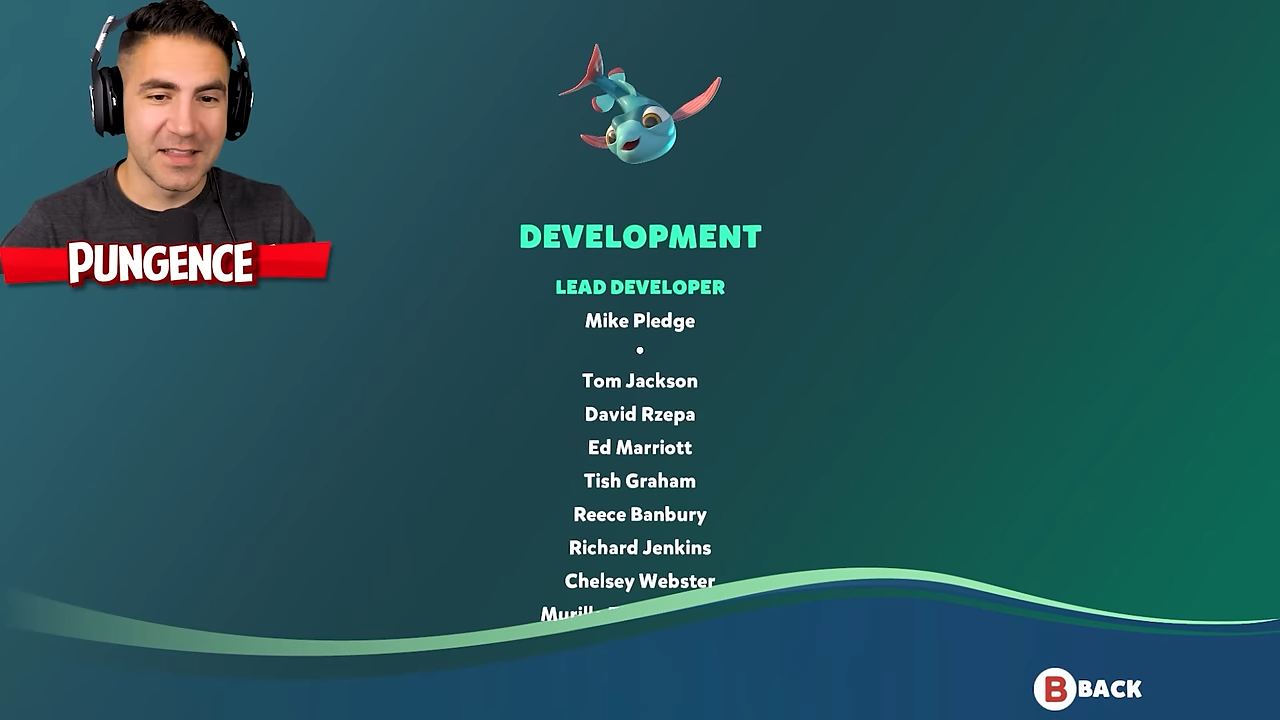 PUNGENCE
DEVELOPMENT
LEAD DEVELOPER
Mike Pledge
•
Tom Jackson
David Rzepa
Ed Marriott
Tish Graham
Reece Banbury
Richard Jenkins
Chelsey Webster
B BACK